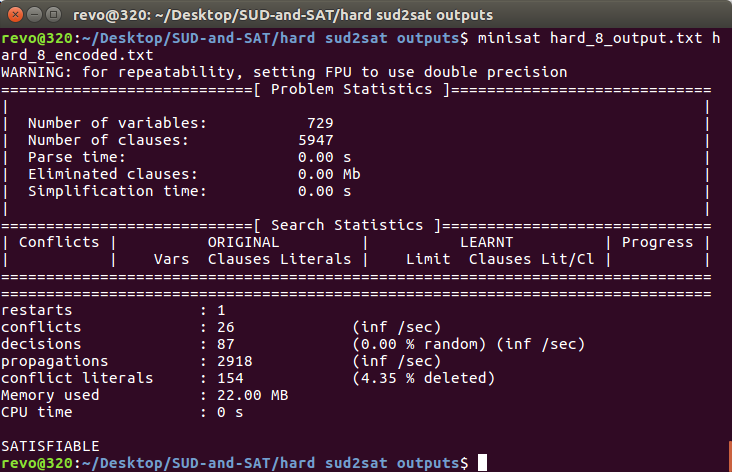 revo@320: ~/Desktop/SUD-and-SAT/hard sud2sat outputs
revo@320:~/Desktop/SUD-and-SAT/hard sud2sat outputs$ minisat hard_8_output.txt h
ard_8_encoded.txt
WARNING: for repeatability, setting FPU to use double precision
============================[ Problem Statistics ]=============================
|                                                                             |
|  Number of variables:           729                                         |
|  Number of clauses:            5947                                         |
|  Parse time:                   0.00 s                                       |
|  Eliminated clauses:           0.00 Mb                                      |
|  Simplification time:          0.00 s                                       |
|                                                                             |
============================[ Search Statistics ]==============================
| Conflicts |          ORIGINAL         |          LEARNT          | Progress |
|           |    Vars  Clauses Literals |    Limit  Clauses Lit/Cl |          |
===============================================================================
===============================================================================
restarts              : 1
conflicts             : 26             (inf /sec)
decisions             : 87             (0.00 % random) (inf /sec)
propagations          : 2918           (inf /sec)
conflict literals     : 154            (4.35 % deleted)
Memory used           : 22.00 MB
CPU time              : 0 s

SATISFIABLE
revo@320:~/Desktop/SUD-and-SAT/hard sud2sat outputs$